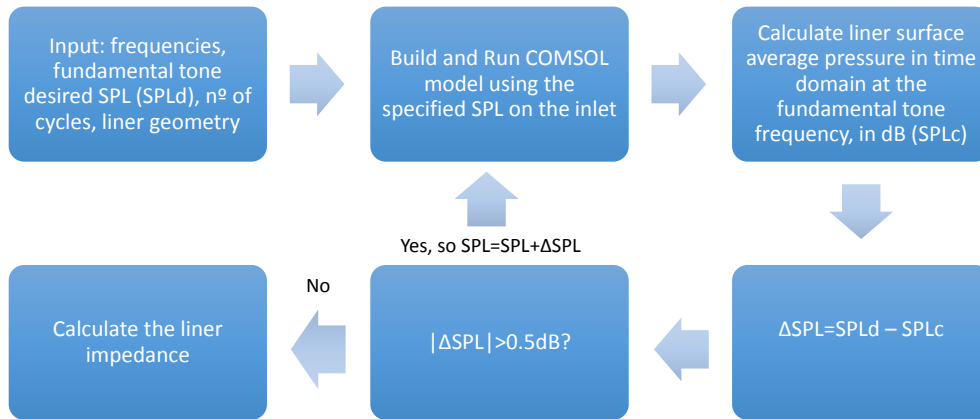 Input: frequencies,
fundamental tone
desired SPL (SPLd), nº of
cycles, liner geometry
Build and Run COMSOL
model using the
specified SPL on the inlet
Calculate liner surface
average pressure in time
domain at the
fundamental tone
frequency, in dB (SPLc)
ΔSPL=SPLd – SPLc
|ΔSPL|>0.5dB?
Yes, so SPL=SPL+ΔSPL
No
Calculate the liner
impedance